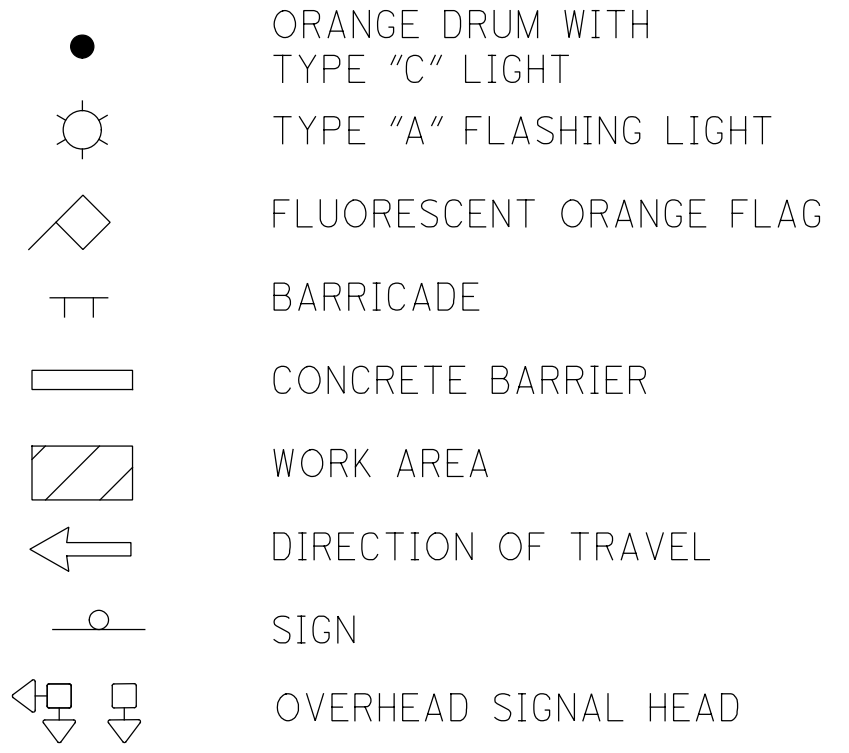 ORANGE DRUM WITH
TYPE "C" LIGHT
TYPE "A" FLASHING LIGHT
FLUORESCENT ORANGE FLAG
BARRICADE
CONCRETE BARRIER
WORK AREA
DIRECTION OF TRAVEL
SIGN
OVERHEAD SIGNAL HEAD